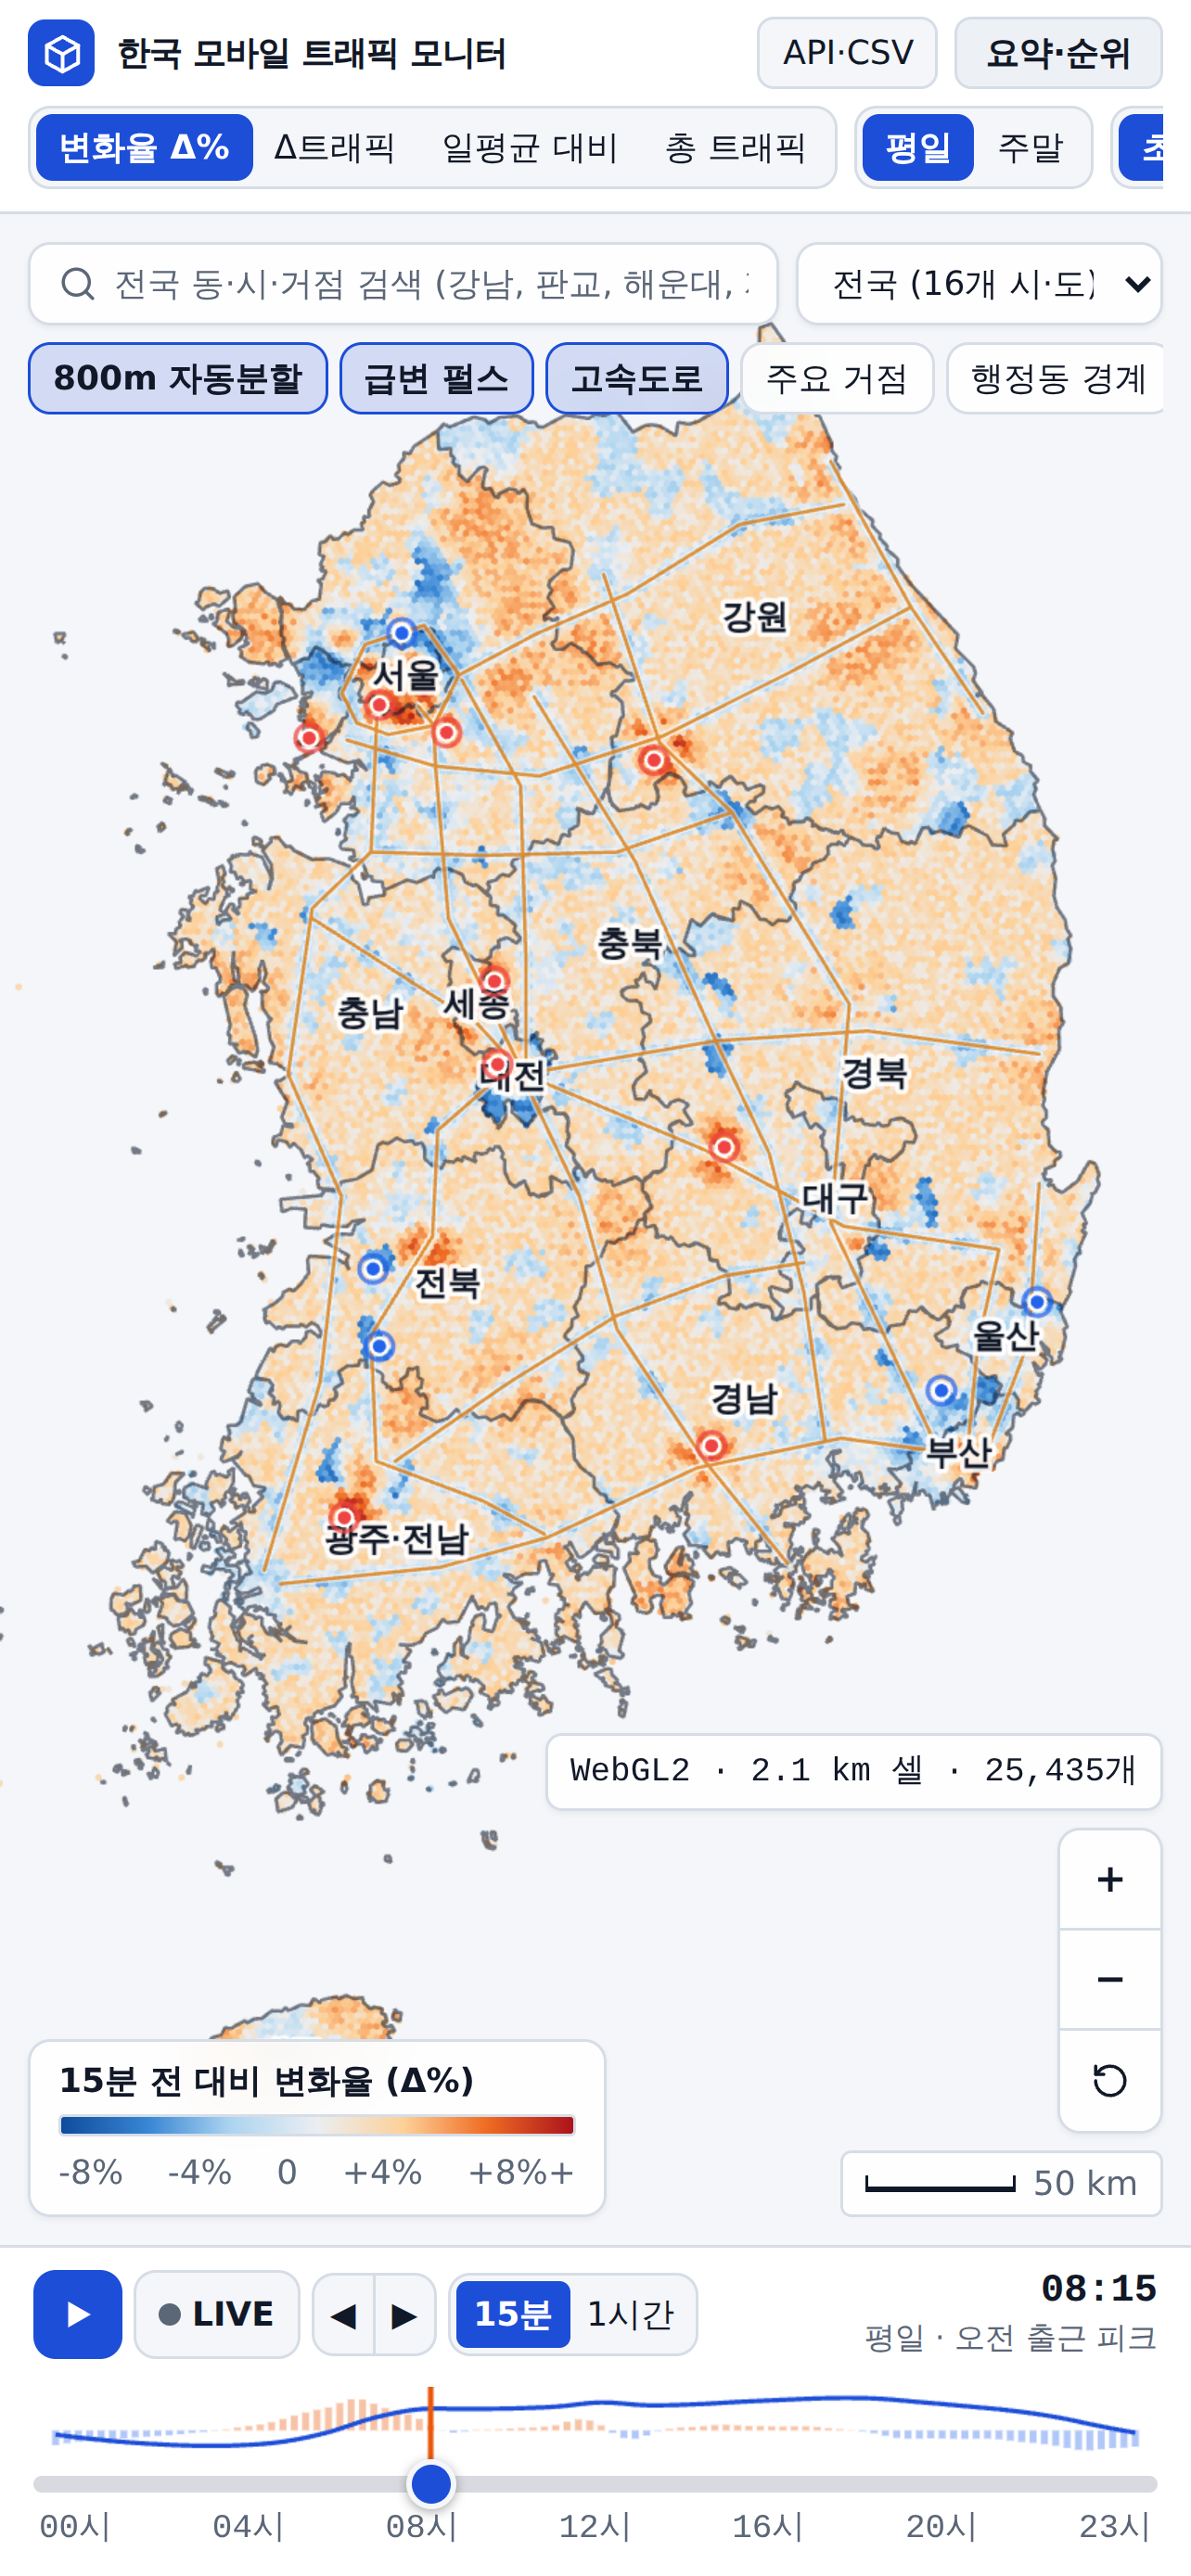 한국 모바일 트래픽 모니터
API·CSV
요약·순위
변화율 Δ%
Δ트래픽
일평균 대비
총 트래픽
평일
주말
전국 동·시·거점 검색 (강남, 판교, 해운대,
전국 (16개 시·도)
800m 자동분할
급변 펄스
고속도로
주요 거점
행정동 경계
강원
서울
충북
세종
충남
대전
경북
대구
전북
울산
경남
부산
광주·전남
WebGL2 · 2.1 km 셀 · 25,435개
+
−
15분 전 대비 변화율 (Δ%)
-8% -4% 0 +4% +8%+
50 km
LIVE
15분
1시간
08:15
평일 · 오전 출근 피크
00시 04시 08시 12시 16시 20시 23시